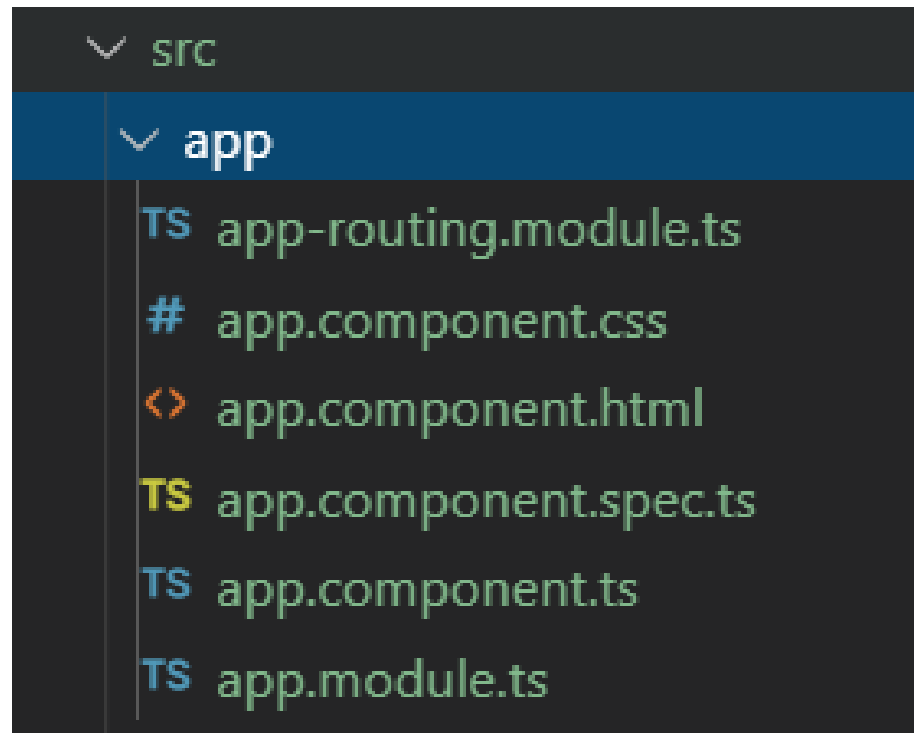 src
app
TS app-routing.module.ts
# app.component.css
<> app.component.html
TS app.component.spec.ts
TS app.component.ts
TS app.module.ts